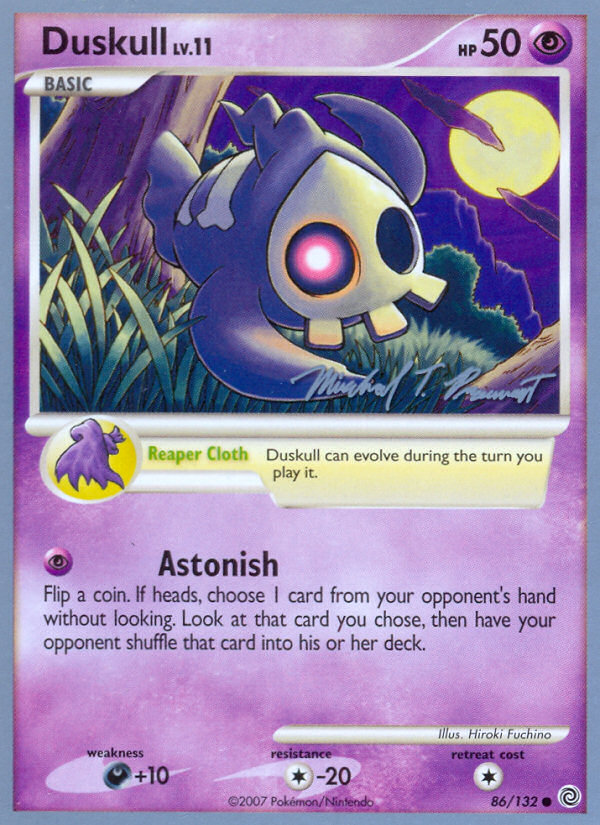 Duskull LV.11
HP 50
BASIC
Michael T. Pramawat
Reaper Cloth
Duskull can evolve during the turn you
play it.
Astonish
Flip a coin. If heads, choose 1 card from your opponent's hand
without looking. Look at that card you chose, then have your
opponent shuffle that card into his or her deck.
Illus. Hiroki Fuchino
weakness
resistance
retreat cost
+10
-20
©2007 Pokémon/Nintendo
86/132